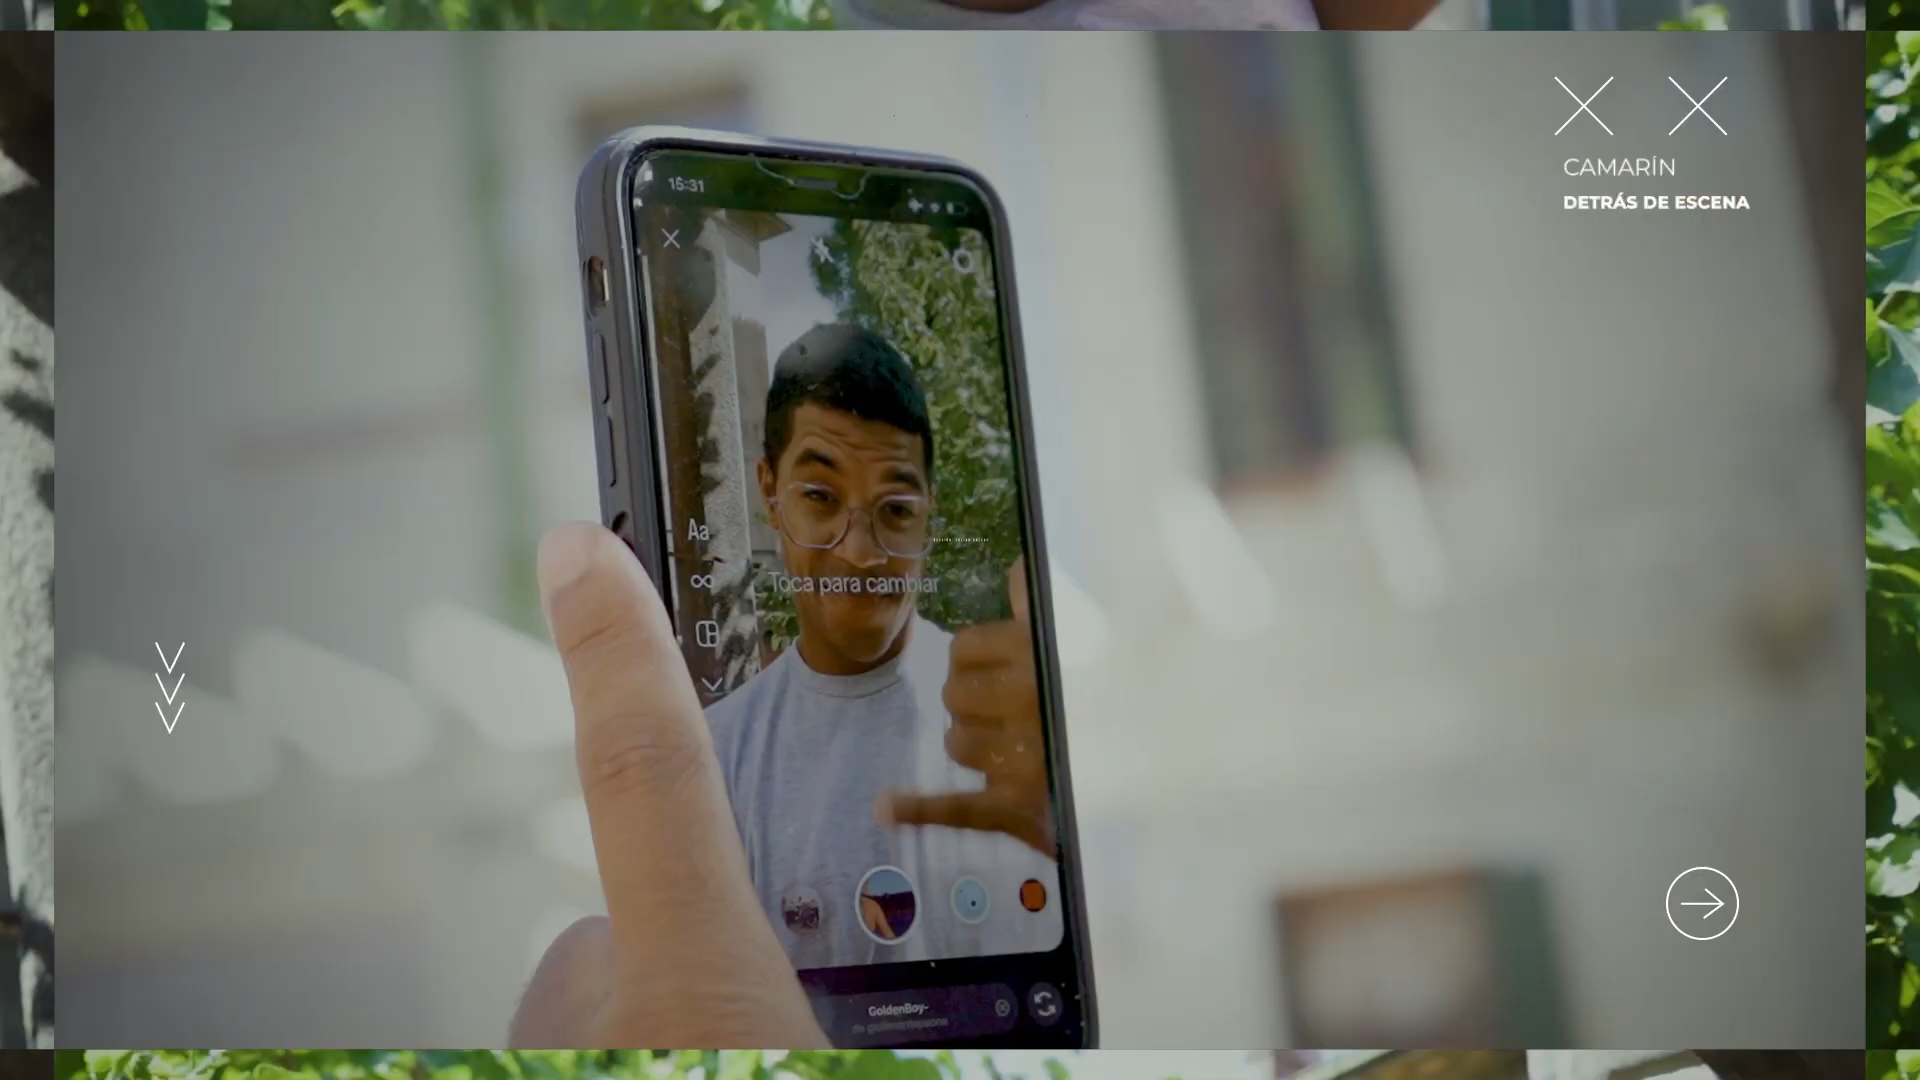 CAMARÍN
DETRÁS DE ESCENA
15:31
Aa
Toca para cambiar
GoldenBoy-